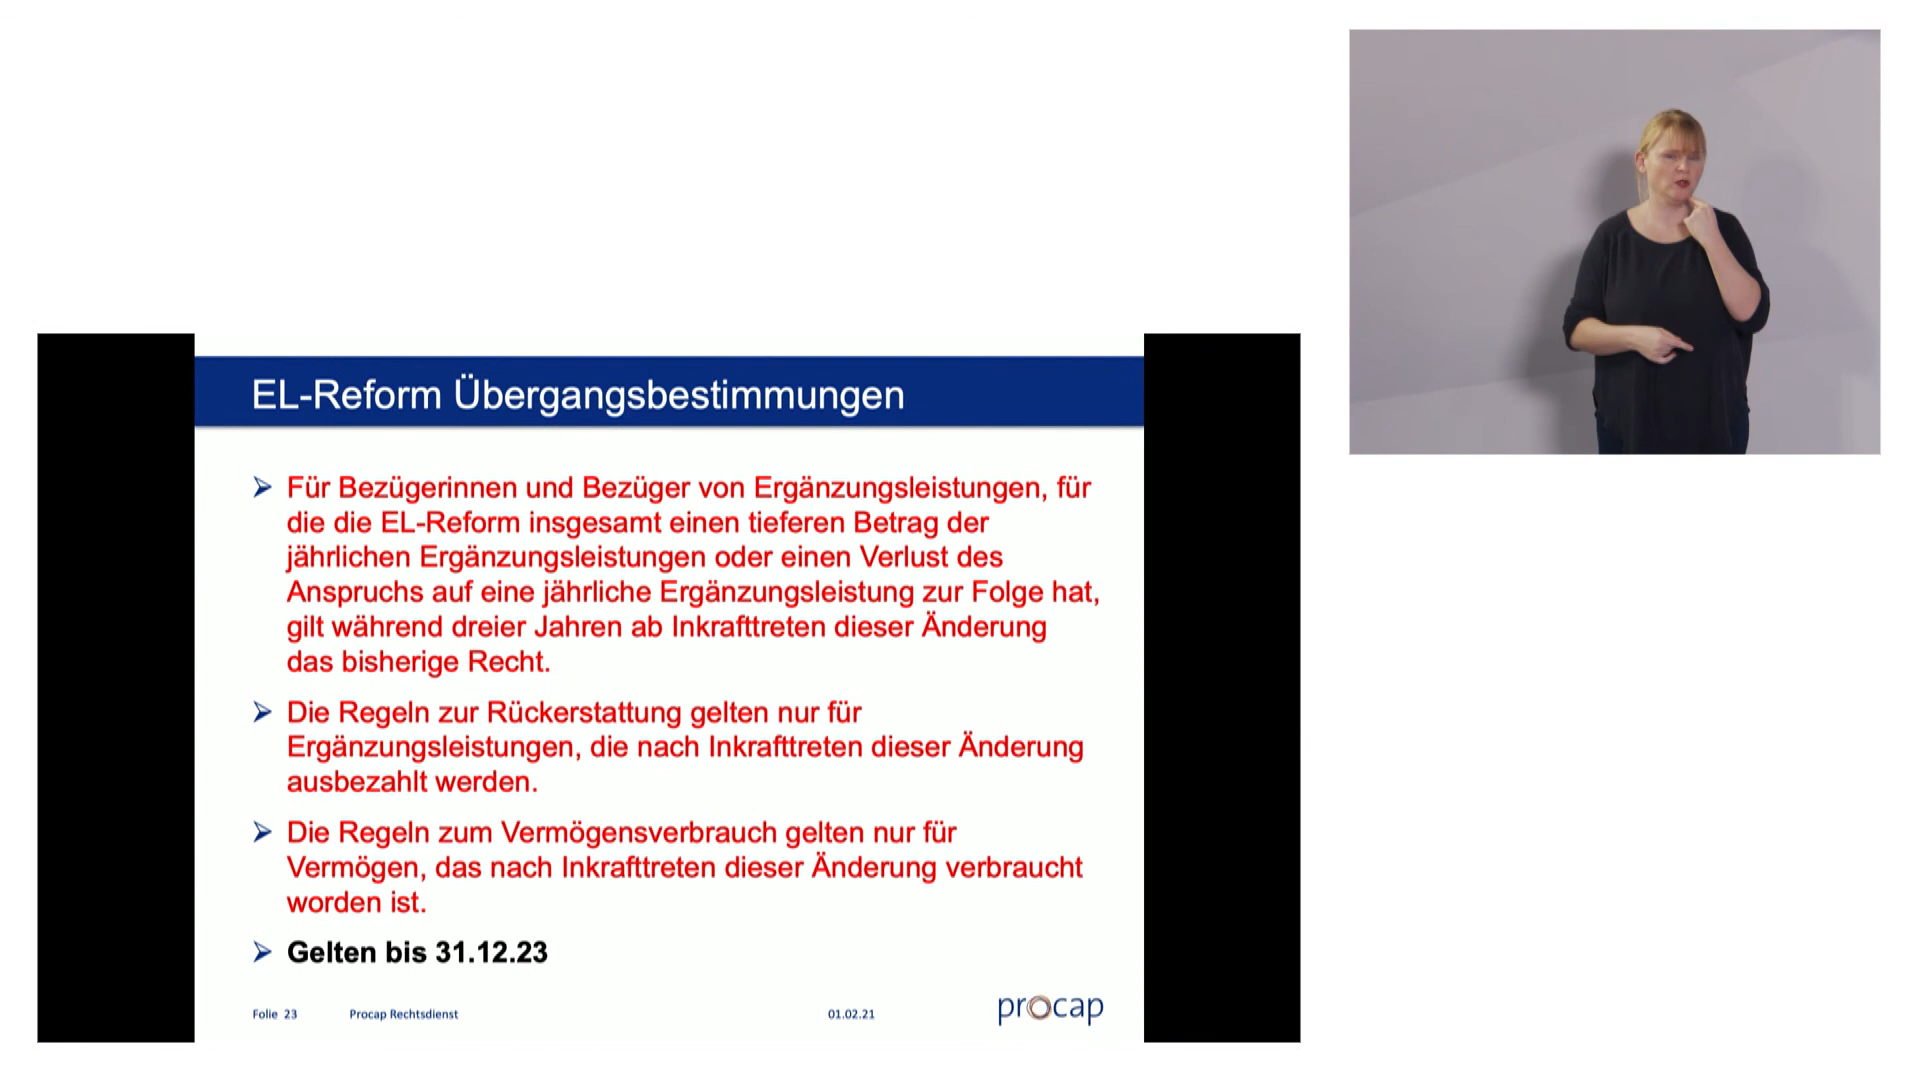 EL-Reform Übergangsbestimmungen
Für Bezügerinnen und Bezüger von Ergänzungsleistungen, für
die die EL-Reform insgesamt einen tieferen Betrag der
jährlichen Ergänzungsleistungen oder einen Verlust des
Anspruchs auf eine jährliche Ergänzungsleistung zur Folge hat,
gilt während dreier Jahren ab Inkrafttreten dieser Änderung
das bisherige Recht.
Die Regeln zur Rückerstattung gelten nur für
Ergänzungsleistungen, die nach Inkrafttreten dieser Änderung
ausbezahlt werden.
Die Regeln zum Vermögensverbrauch gelten nur für
Vermögen, das nach Inkrafttreten dieser Änderung verbraucht
worden ist.
Gelten bis 31.12.23
Folie 23 Procap Rechtsdienst 01.02.21 procap